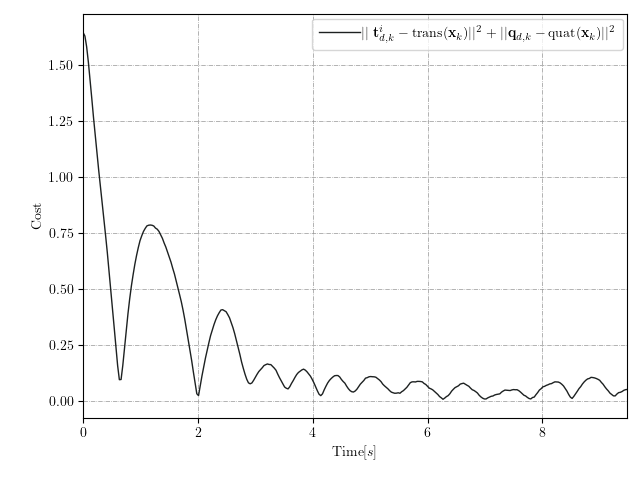 || t^i_{d,k} − trans(x_k)||² + ||q_{d,k} − quat(x_k)||²
1.50
1.25
1.00
0.75
0.50
0.25
0.00
Cost
0 2 4 6 8
Time[s]